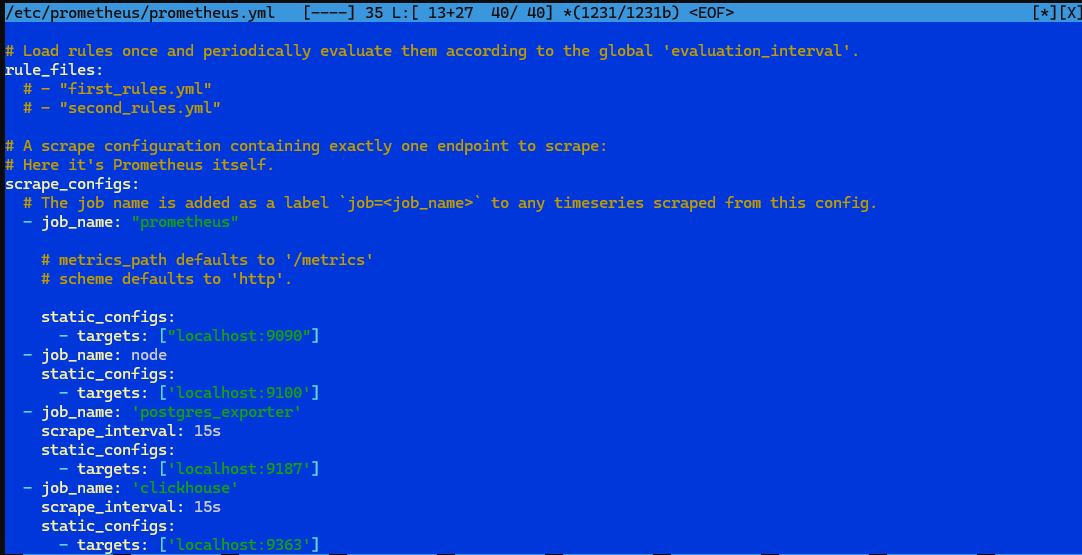 /etc/prometheus/prometheus.yml   [----] 35 L:[ 13+27  40/ 40] *(1231/1231b) <EOF>                                 [*][X]
# Load rules once and periodically evaluate them according to the global 'evaluation_interval'.
rule_files:
  # - "first_rules.yml"
  # - "second_rules.yml"
# A scrape configuration containing exactly one endpoint to scrape:
# Here it's Prometheus itself.
scrape_configs:
  # The job name is added as a label `job=<job_name>` to any timeseries scraped from this config.
  - job_name: "prometheus"
    # metrics_path defaults to '/metrics'
    # scheme defaults to 'http'.
    static_configs:
      - targets: ["localhost:9090"]
  - job_name: node
    static_configs:
      - targets: ['localhost:9100']
  - job_name: 'postgres_exporter'
    scrape_interval: 15s
    static_configs:
      - targets: ['localhost:9187']
  - job_name: 'clickhouse'
    scrape_interval: 15s
    static_configs:
      - targets: ['localhost:9363']